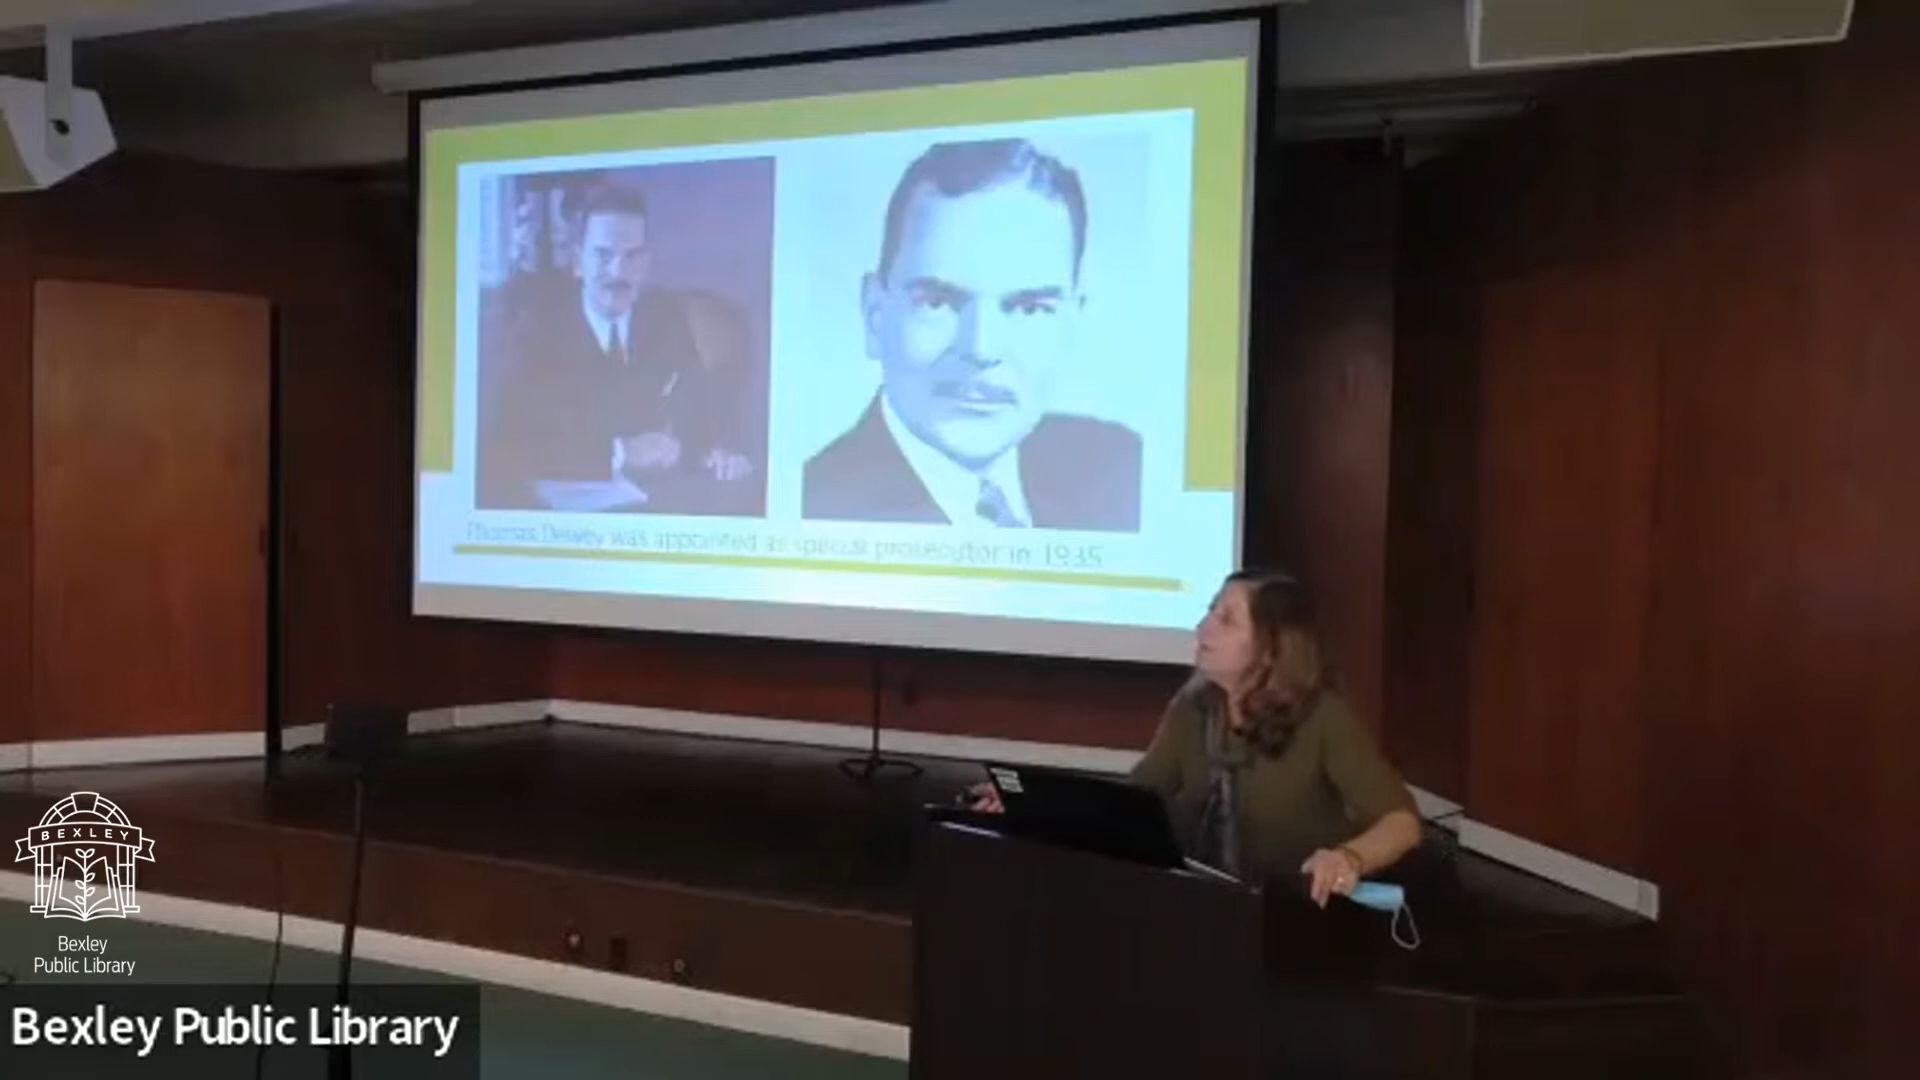 Thomas Dewey was appointed as special prosecutor in 1935
BEXLEY
Bexley
Public Library
Bexley Public Library